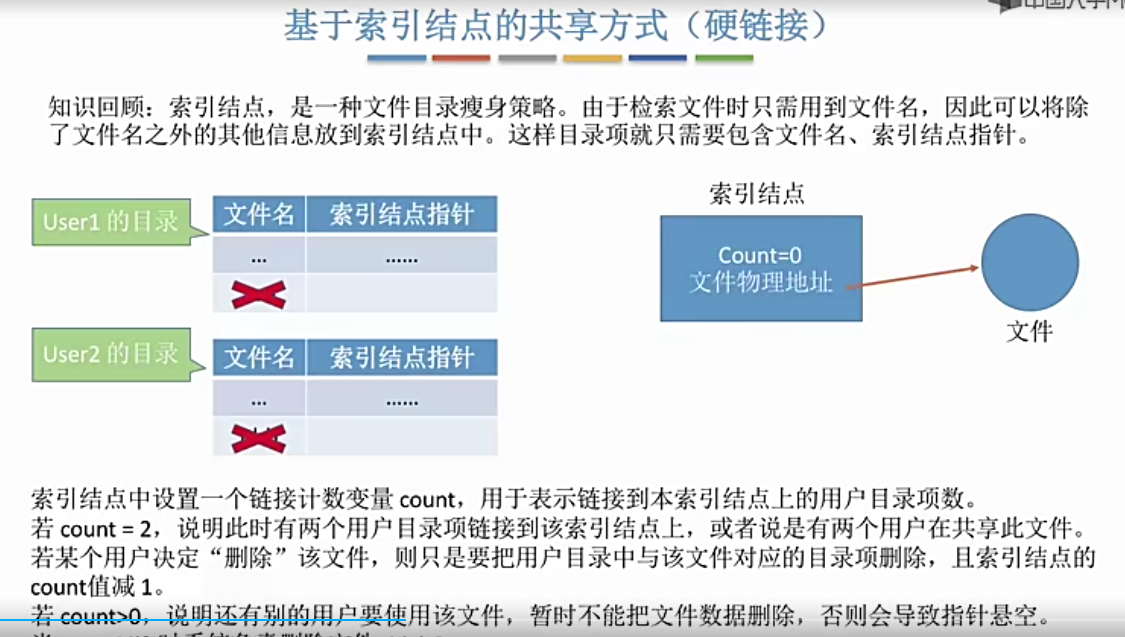 基于索引结点的共享方式（硬链接）
知识回顾：索引结点，是一种文件目录瘦身策略。由于检索文件时只需用到文件名，因此可以将除
了文件名之外的其他信息放到索引结点中。这样目录项就只需要包含文件名、索引结点指针。
User1 的目录
文件名 索引结点指针
... ......
User2 的目录
文件名 索引结点指针
... ......
索引结点
Count=0
文件物理地址
文件
索引结点中设置一个链接计数变量 count，用于表示链接到本索引结点上的用户目录项数。
若 count = 2，说明此时有两个用户目录项链接到该索引结点上，或者说是有两个用户在共享此文件。
若某个用户决定“删除”该文件，则只是要把用户目录中与该文件对应的目录项删除，且索引结点的
count值减 1。
若 count>0，说明还有别的用户要使用该文件，暂时不能把文件数据删除，否则会导致指针悬空。